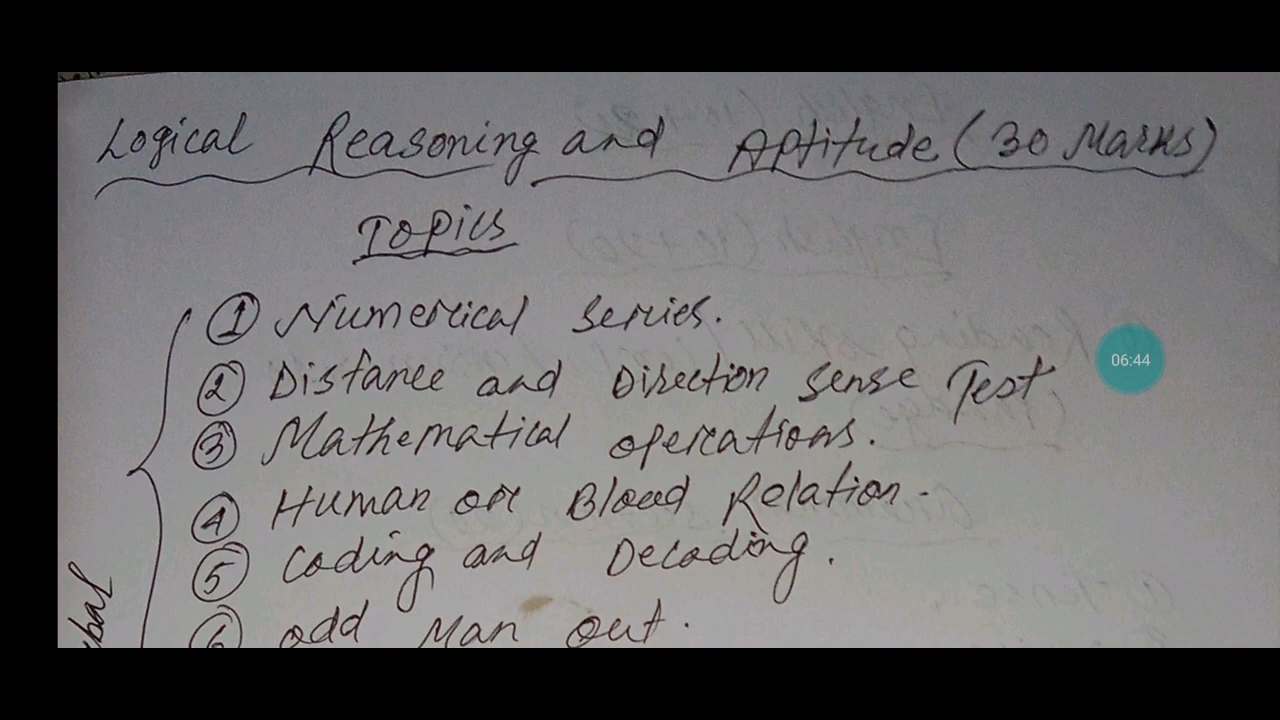 Logical Reasoning and Aptitude (30 Marks)
Topics
① Numerical series.
② Distance and Direction sense Test
③ Mathematical operations.
④ Human or Blood Relation.
⑤ Coding and Decoding.
⑥ odd Man out.
06:44